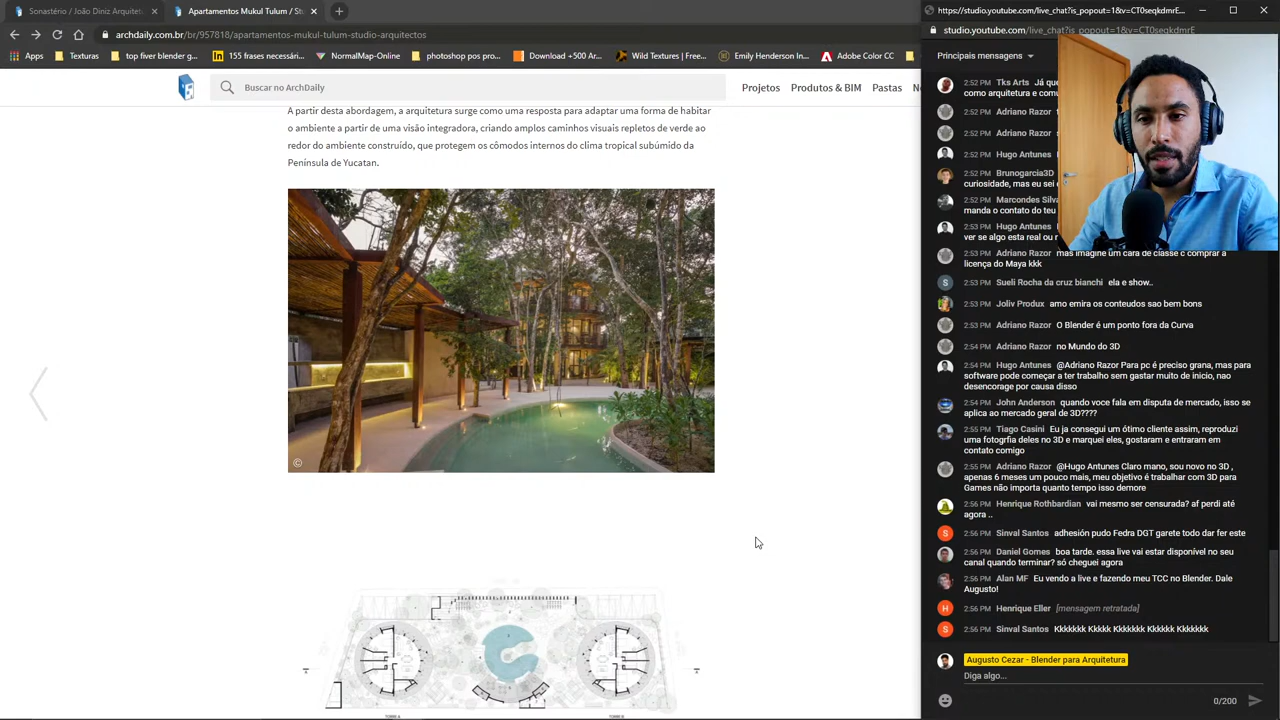 Sonastério / João Diniz Arquitet
Apartamentos Mukul Tulum / Stu
https://studio.youtube.com/live_chat?is_popout=1&v=CT0seqkdmrE
archdaily.com.br/br/957818/apartamentos-mukul-tulum-studio-arquitectos
studio.youtube.com/live_chat?is_popout=1&v=CT0seqkdmrE
Apps
Texturas
top fiver blender g...
155 frases necessári...
NormalMap-Online
photoshop
Download +500 Ar...
Wild Textures | Free...
Emily Henderson In...
Adobe Color CC
Principais mensagens
Buscar no ArchDaily
Projetos
Produtos & BIM
Pastas
A partir desta abordagem, a arquitetura surge como uma resposta para adaptar uma forma de habitar
o ambiente a partir de uma visão integradora, criando amplos caminhos visuais repletos de verde ao
redor do ambiente construído, que protegem os cômodos internos do clima tropical subúmido da
Península de Yucatan.
©
TORRE A
TORRE B
2:52 PM Tks Arts Já que
como arquitetura e comu
2:52 PM Adriano Razor
2:52 PM Adriano Razor
2:52 PM Hugo Antunes
2:52 PM Brunogarcia3D
curiosidade, mas eu sei
2:52 PM Marcondes Silva
manda o contato do teu
2:53 PM Hugo Antunes
ver se algo esta real ou
2:53 PM Adriano Razor mas imagine um cara de classe c comprar a
licença do Maya kkk
2:53 PM Sueli Rocha da cruz bianchi ela e show..
2:53 PM Joliv Produx amo emira os conteudos sao bem bons
2:53 PM Adriano Razor O Blender é um ponto fora da Curva
2:54 PM Adriano Razor no Mundo do 3D
2:54 PM Hugo Antunes @Adriano Razor Para pc é preciso grana, mas para
software pode começar a ter trabalho sem gastar muito de inicio, nao
desencorage por causa disso
2:54 PM John Anderson quando voce fala em disputa de mercado, isso se
aplica ao mercado geral de 3D????
2:55 PM Tiago Casini Eu ja consegui um ótimo cliente assim, reproduzi
uma fotogrfia deles no 3D e marquei eles, gostaram e entraram em
contato comigo
2:55 PM Adriano Razor @Hugo Antunes Claro mano, sou novo no 3D ,
apenas 6 meses um pouco mais, meu objetivo é trabalhar com 3D para
Games não importa quanto tempo isso demore
2:56 PM Henrique Rothbardian vai mesmo ser censurada? af perdi até
agora ..
2:56 PM Sinval Santos adhesión pudo Fedra DGT garete todo dar fer este
2:56 PM Daniel Gomes boa tarde. essa live vai estar disponível no seu
canal quando terminar? só cheguei agora
2:56 PM Alan MF Eu vendo a live e fazendo meu TCC no Blender. Dale
Augusto!
2:56 PM Henrique Eller [mensagem retratada]
2:56 PM Sinval Santos Kkkkkkk Kkkkk Kkkkkkk Kkkkkk Kkkkkkk
Augusto Cezar - Blender para Arquitetura
Diga algo...
0/200